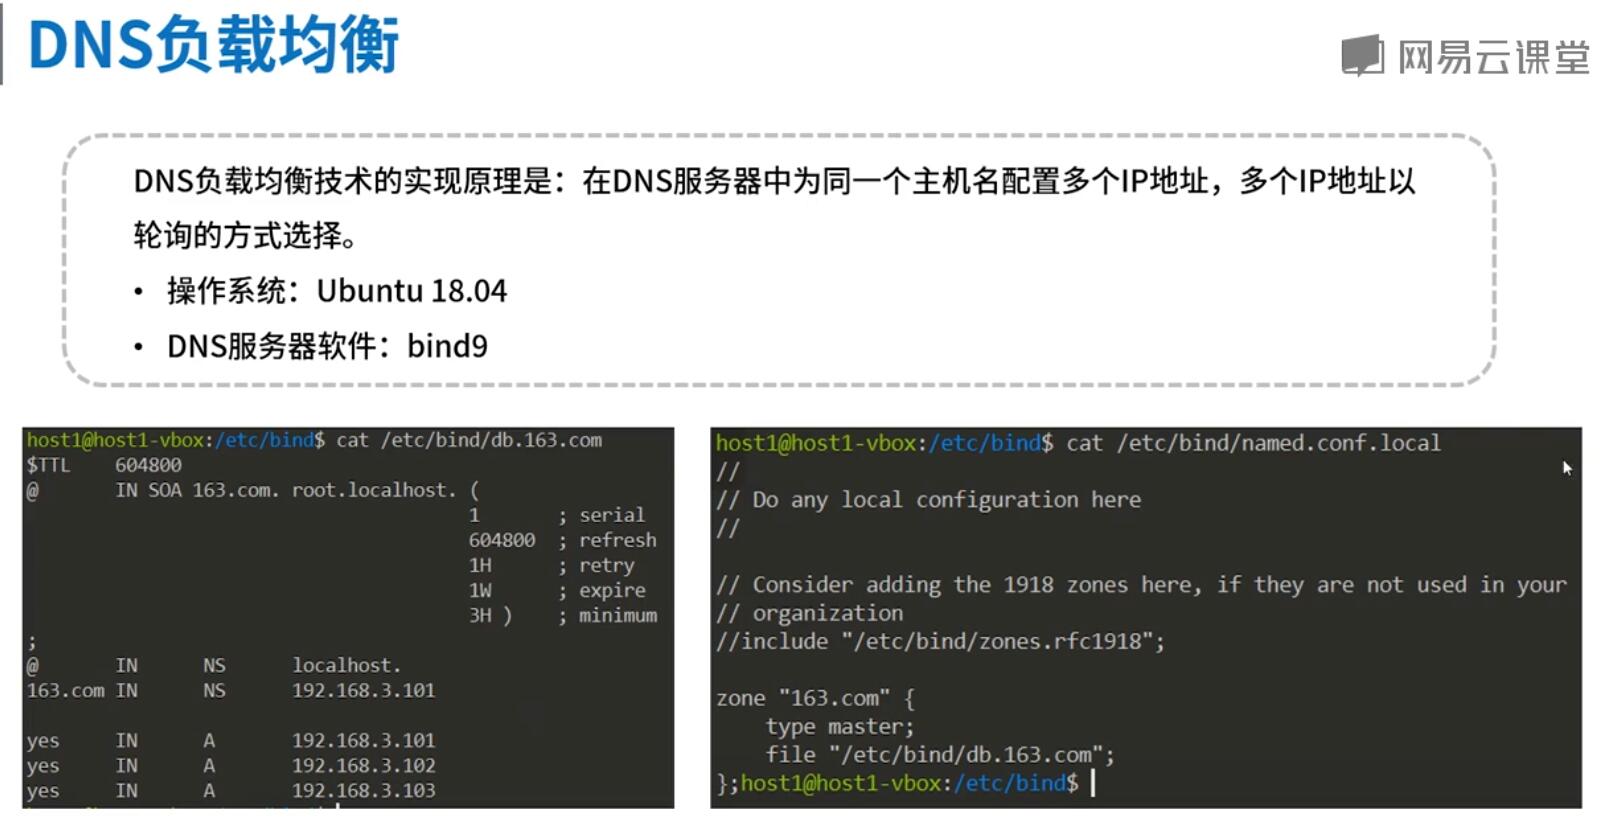 DNS负载均衡
网易云课堂
DNS负载均衡技术的实现原理是：在DNS服务器中为同一个主机名配置多个IP地址，多个IP地址以
轮询的方式选择。
• 操作系统：Ubuntu 18.04
• DNS服务器软件：bind9
host1@host1-vbox:/etc/bind$ cat /etc/bind/db.163.com
$TTL 604800
@ IN SOA 163.com. root.localhost. (
1 ; serial
604800 ; refresh
1H ; retry
1W ; expire
3H ) ; minimum
;
@ IN NS localhost.
163.com IN NS 192.168.3.101
yes IN A 192.168.3.101
yes IN A 192.168.3.102
yes IN A 192.168.3.103
host1@host1-vbox:/etc/bind$ cat /etc/bind/named.conf.local
//
// Do any local configuration here
//
// Consider adding the 1918 zones here, if they are not used in your
// organization
//include "/etc/bind/zones.rfc1918";
zone "163.com" {
type master;
file "/etc/bind/db.163.com";
};host1@host1-vbox:/etc/bind$